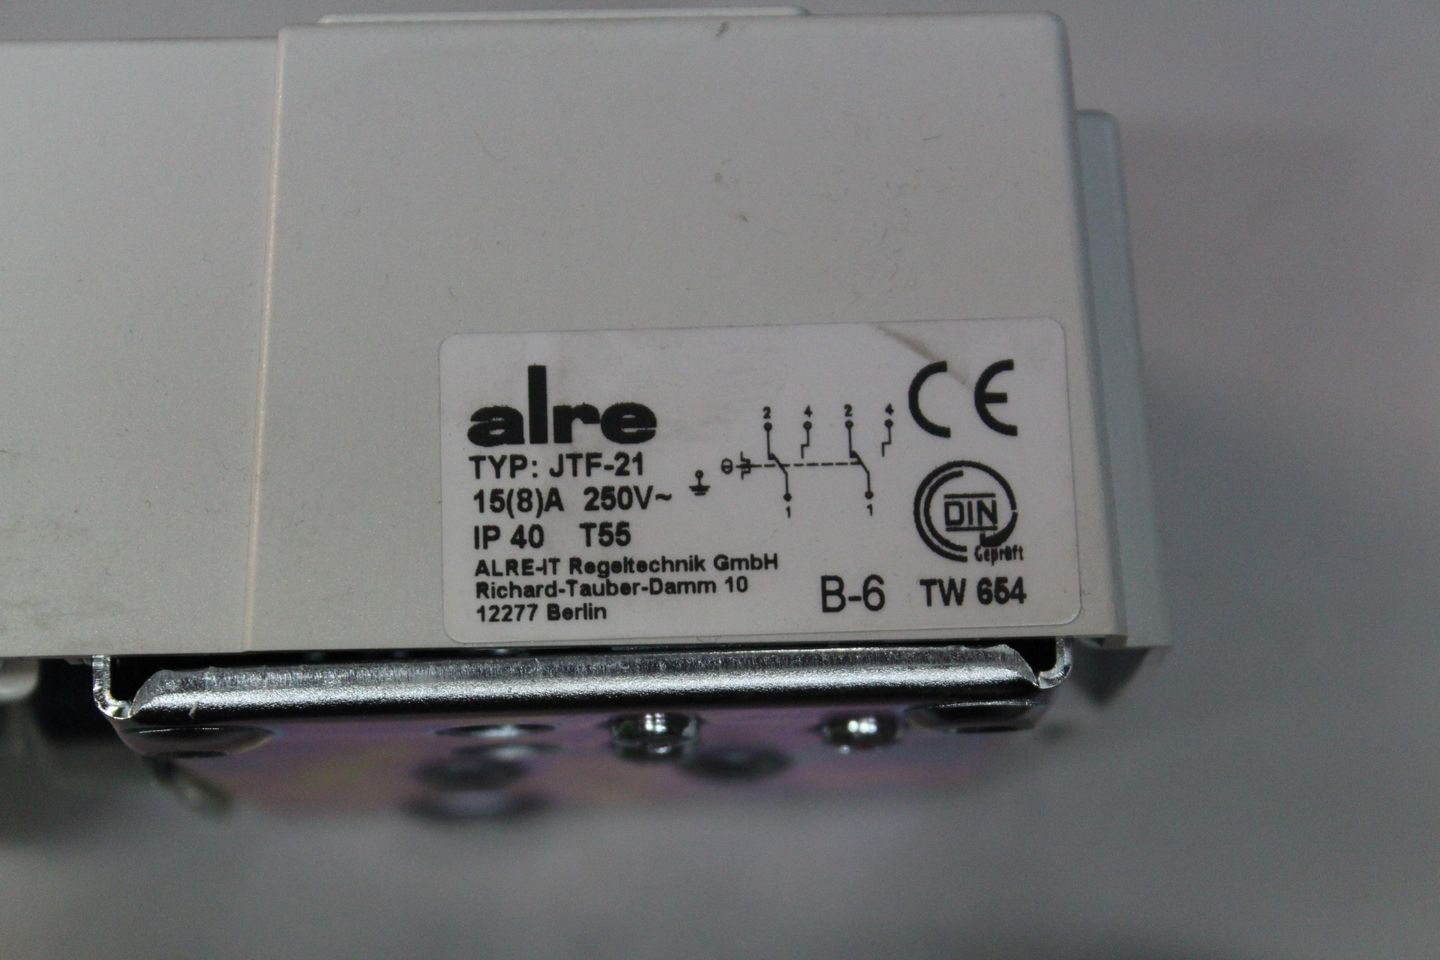 alre
TYP: JTF-21
15(8)A 250V~
IP 40 T55
ALRE-IT Regeltechnik GmbH
Richard-Tauber-Damm 10
12277 Berlin
2 4 2 4
1 1
B-6
CE
DIN
Geprüft
TW 654